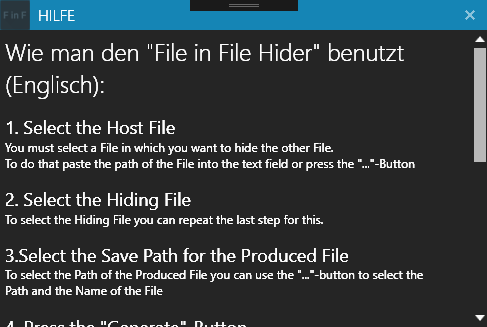 F in F HILFE
Wie man den "File in File Hider" benutzt
(Englisch):
1. Select the Host File
You must select a File in which you want to hide the other File.
To do that paste the path of the File into the text field or press the "..."-Button
2. Select the Hiding File
To select the Hiding File you can repeat the last step for this.
3.Select the Save Path for the Produced File
To select the Path of the Produced File you can use the "..."-button to select the
Path and the Name of the File
4. Press the "Generate"-Button